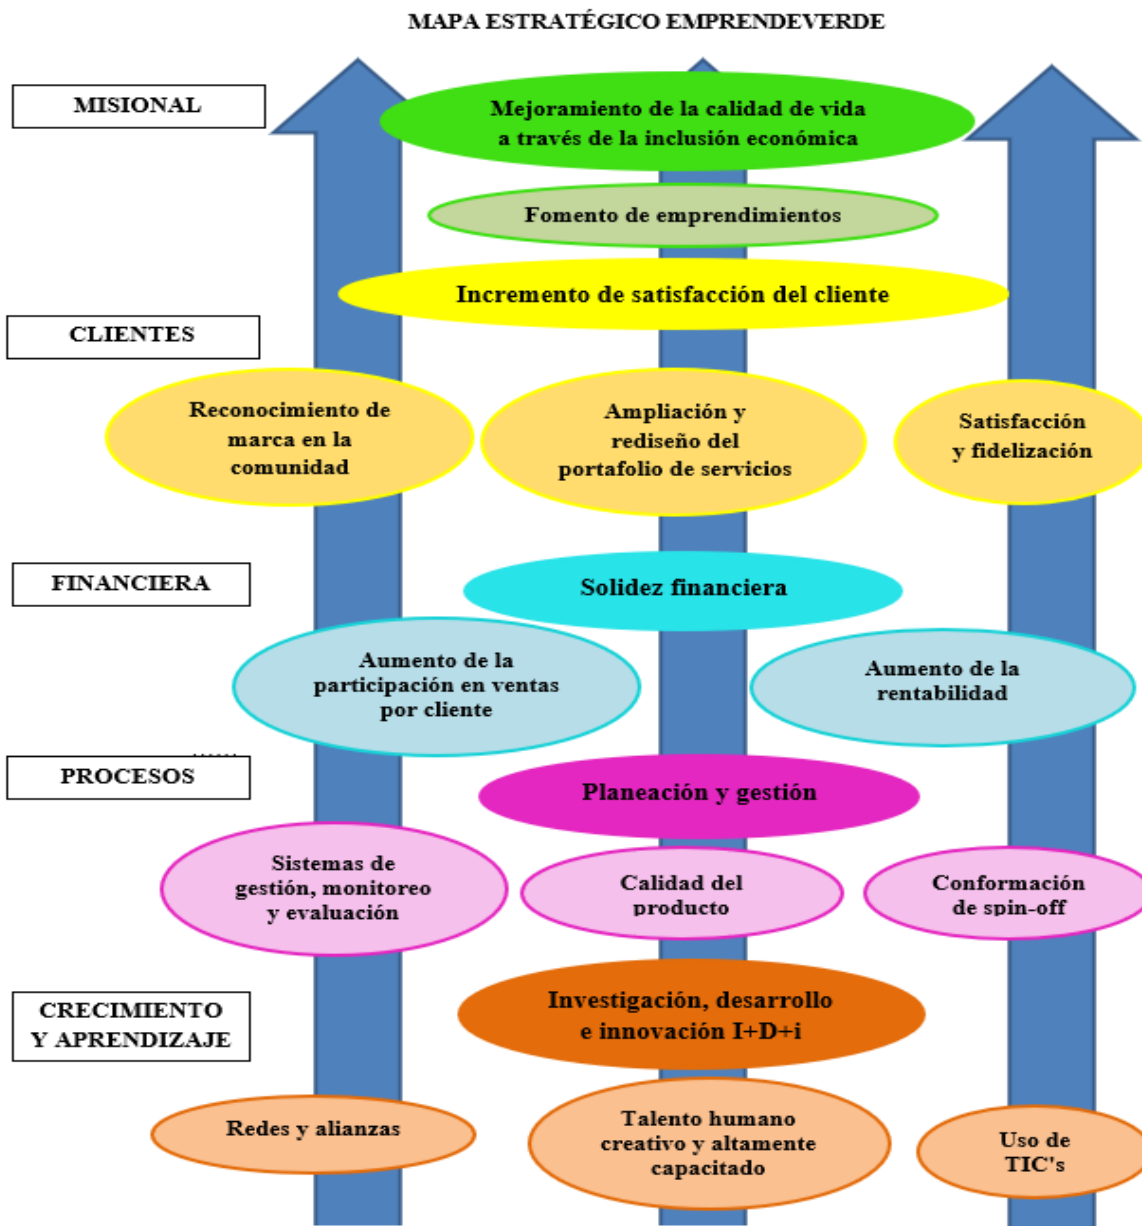 MAPA ESTRATÉGICO EMPRENDEVERDE
MISIONAL
Mejoramiento de la calidad de vida
a través de la inclusión económica
Fomento de emprendimientos
Incremento de satisfacción del cliente
CLIENTES
Reconocimiento de
marca en la
comunidad
Ampliación y
rediseño del
portafolio de servicios
Satisfacción
y fidelización
FINANCIERA
Solidez financiera
Aumento de la
participación en ventas
por cliente
Aumento de la
rentabilidad
PROCESOS
Planeación y gestión
Sistemas de
gestión, monitoreo
y evaluación
Calidad del
producto
Conformación
de spin-off
CRECIMIENTO
Y APRENDIZAJE
Investigación, desarrollo
e innovación I+D+i
Redes y alianzas
Talento humano
creativo y altamente
capacitado
Uso de
TIC's